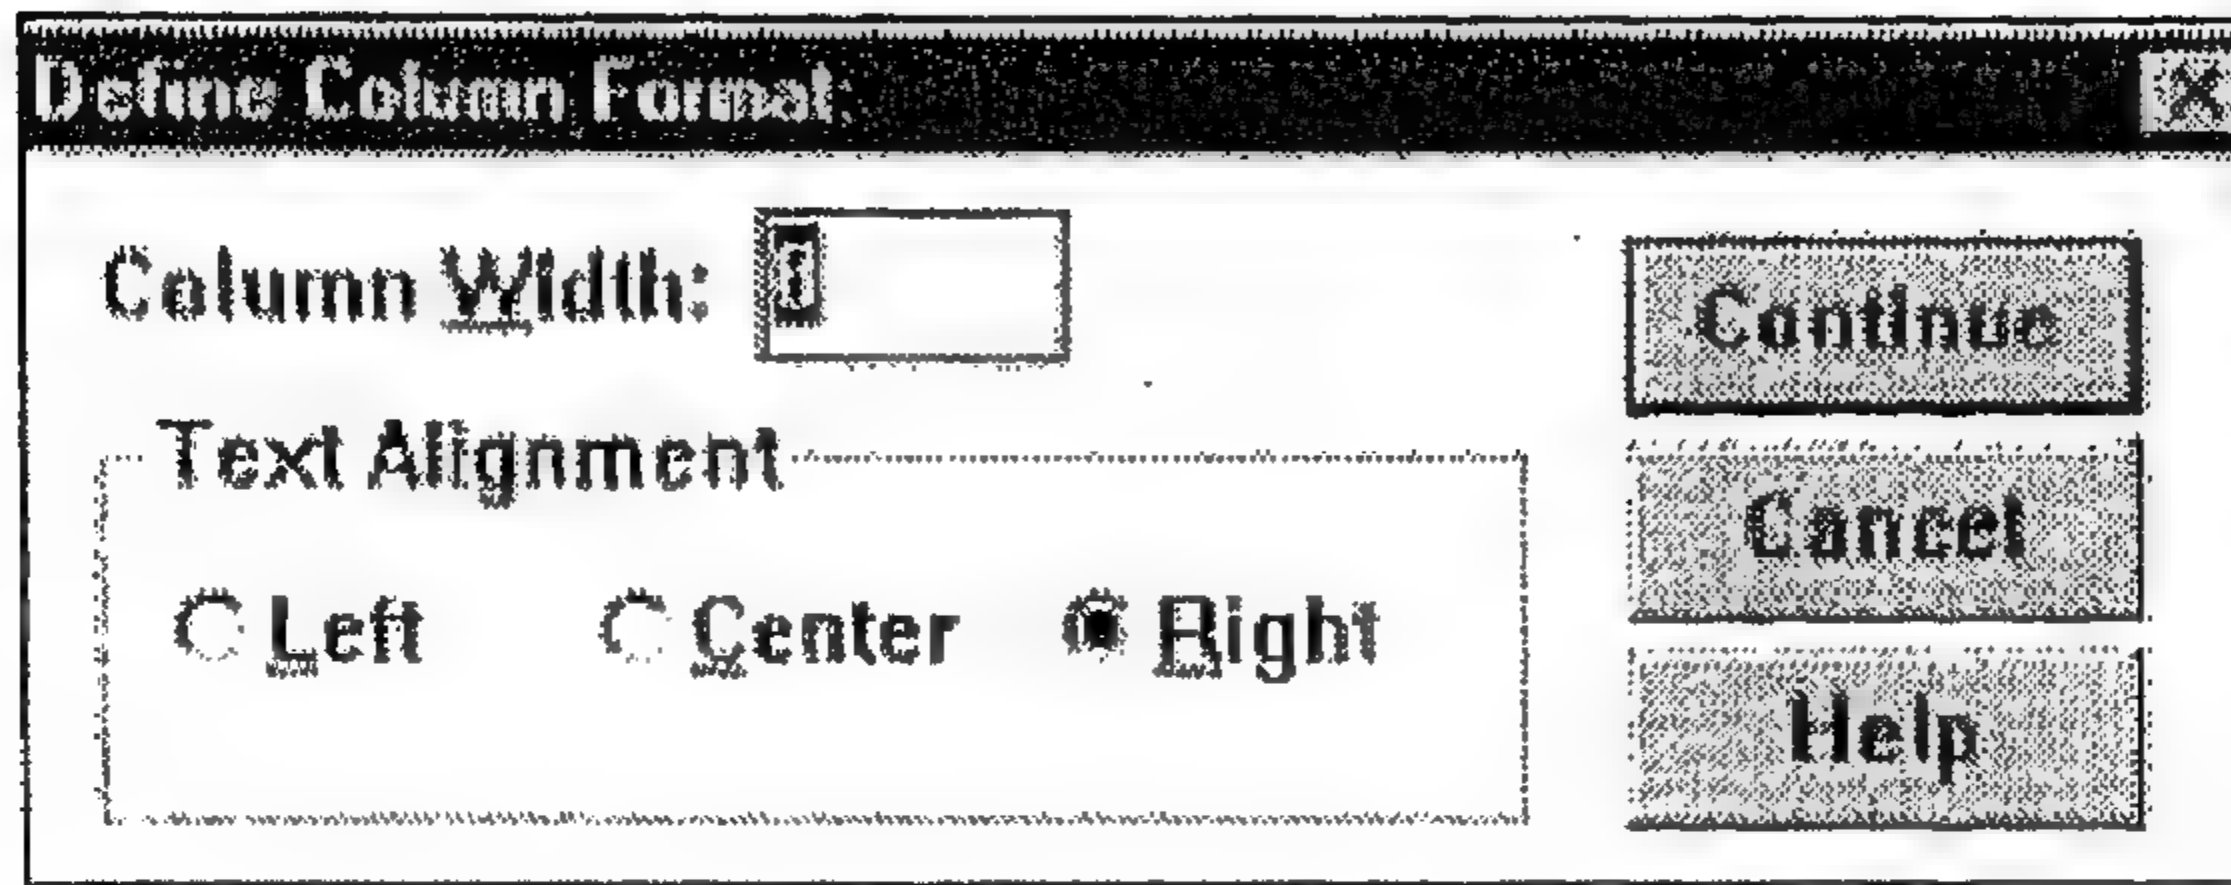 Define Column Format
Column Width:
Continue
Text Alignment
Cancel
Left Center Right
Help